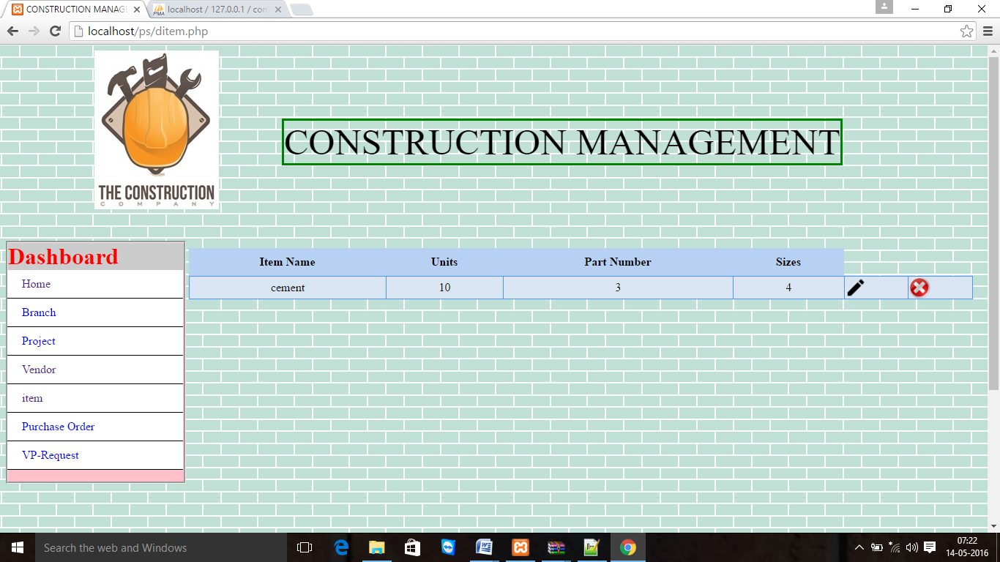 CONSTRUCTION MANAG
localhost / 127.0.0.1 / con
localhost/ps/ditem.php
THE CONSTRUCTION
COMPANY
CONSTRUCTION MANAGEMENT
Dashboard
Home
Branch
Project
Vendor
item
Purchase Order
VP-Request
Item Name Units Part Number Sizes
cement 10 3 4
Search the web and Windows
07:22
14-05-2016